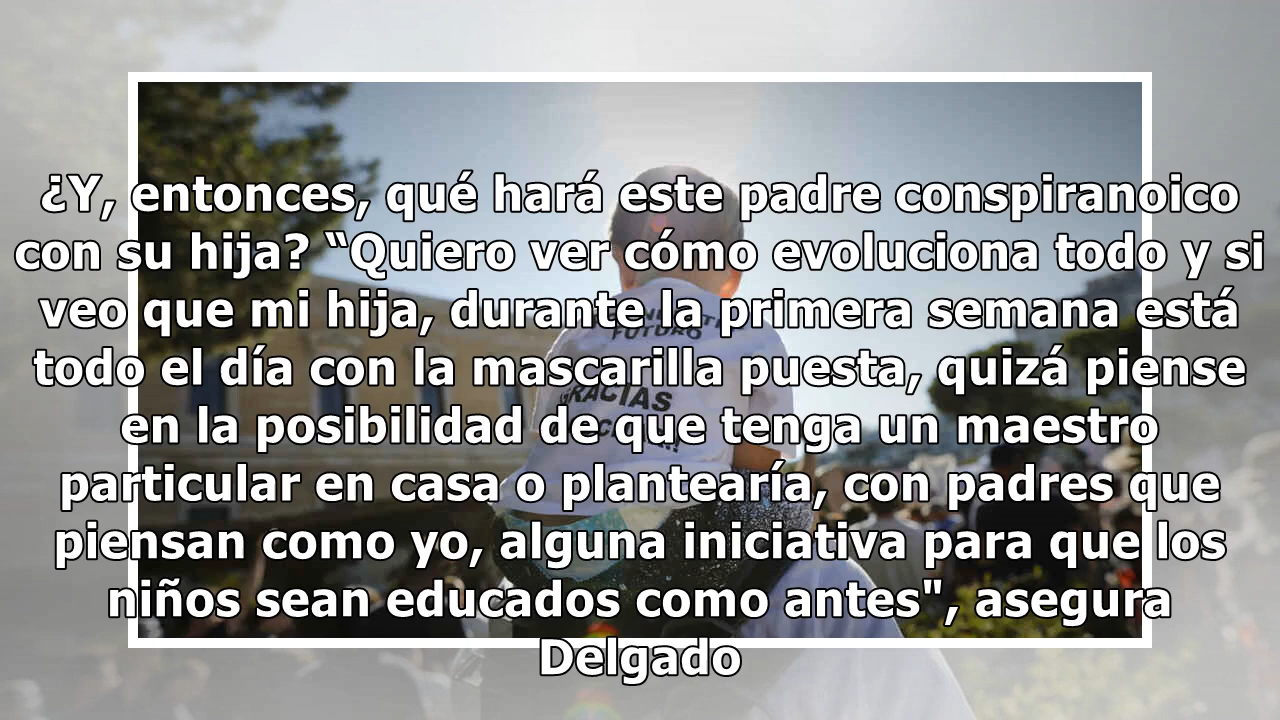 ¿Y, entonces, qué hará este padre conspiranoico
con su hija? “Quiero ver cómo evoluciona todo y si
veo que mi hija, durante la primera semana está
todo el día con la mascarilla puesta, quizá piense
en la posibilidad de que tenga un maestro
particular en casa o plantearía, con padres que
piensan como yo, alguna iniciativa para que los
niños sean educados como antes", asegura
Delgado
FUTURO
GRACIAS